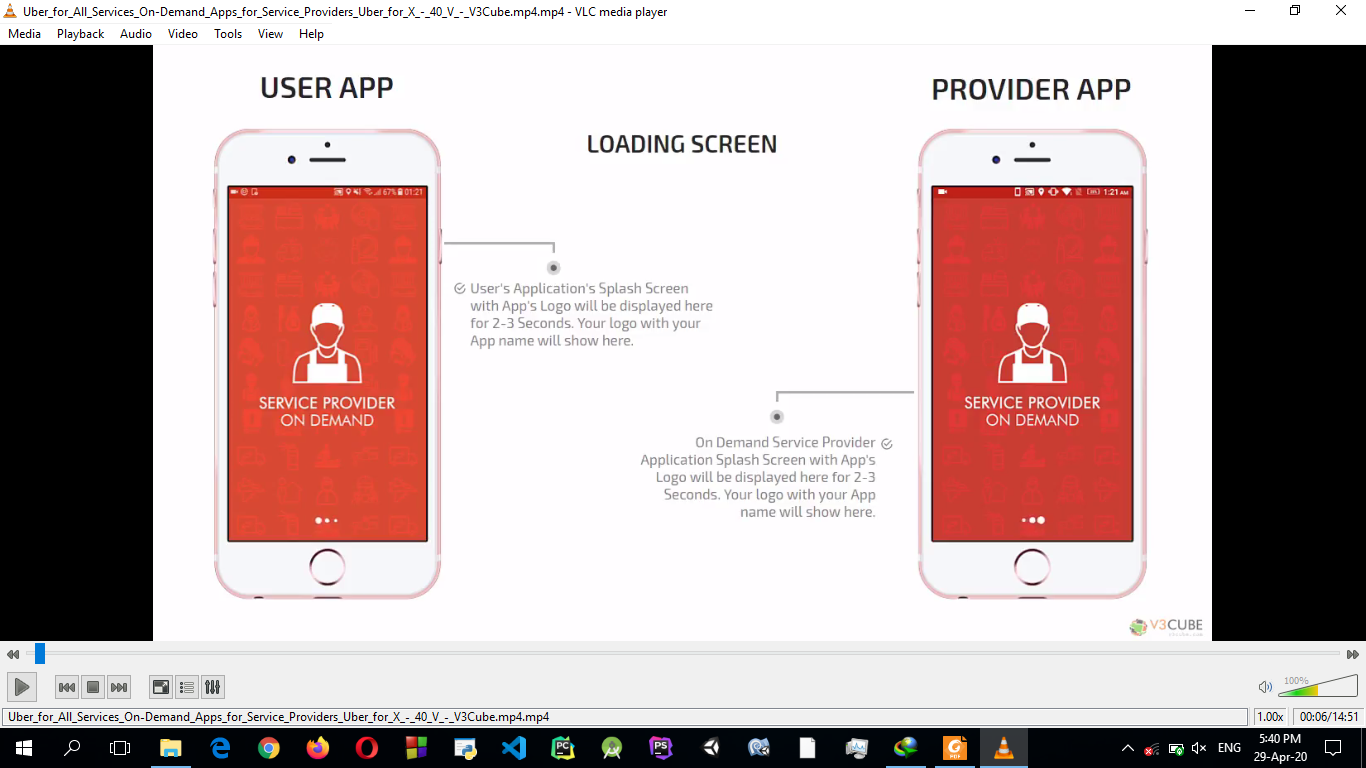 Uber_for_All_Services_On-Demand_Apps_for_Service_Providers_Uber_for_X_-_40_V_-_V3Cube.mp4.mp4 - VLC media player
Media Playback Audio Video Tools View Help
USER APP
PROVIDER APP
LOADING SCREEN
67% 01:21
1:21 AM
User's Application's Splash Screen
with App's Logo will be displayed here
for 2-3 Seconds. Your logo with your
App name will show here.
SERVICE PROVIDER
ON DEMAND
SERVICE PROVIDER
ON DEMAND
On Demand Service Provider
Application Splash Screen with App's
Logo will be displayed here for 2-3
Seconds. Your logo with your App
name will show here.
V3CUBE
v3cube.com
100%
Uber_for_All_Services_On-Demand_Apps_for_Service_Providers_Uber_for_X_-_40_V_-_V3Cube.mp4.mp4
1.00x
00:06/14:51
PC
PS
PDF
ENG
5:40 PM
29-Apr-20